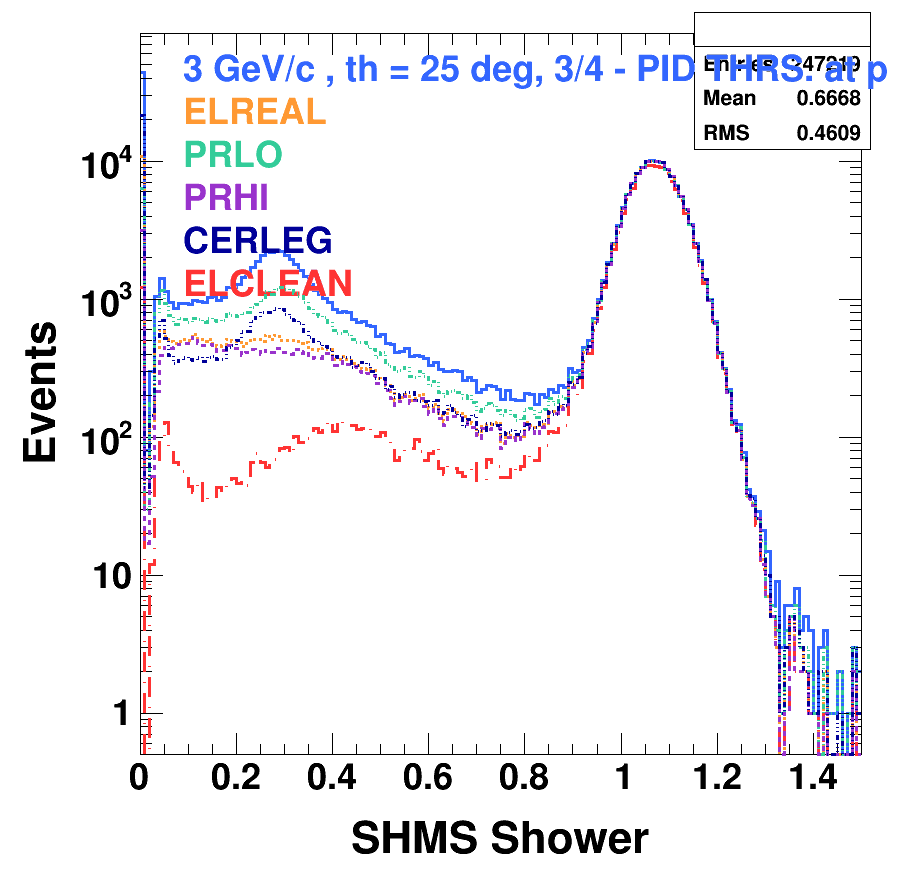 3 GeV/c , th = 25 deg, 3/4 - PID THRS. at p
ELREAL
PRLO
PRHI
CERLEG
ELCLEAN
Entries
Mean 0.6668
RMS 0.4609
10⁴
10³
10²
10
1
Events
0 0.2 0.4 0.6 0.8 1 1.2 1.4
SHMS Shower